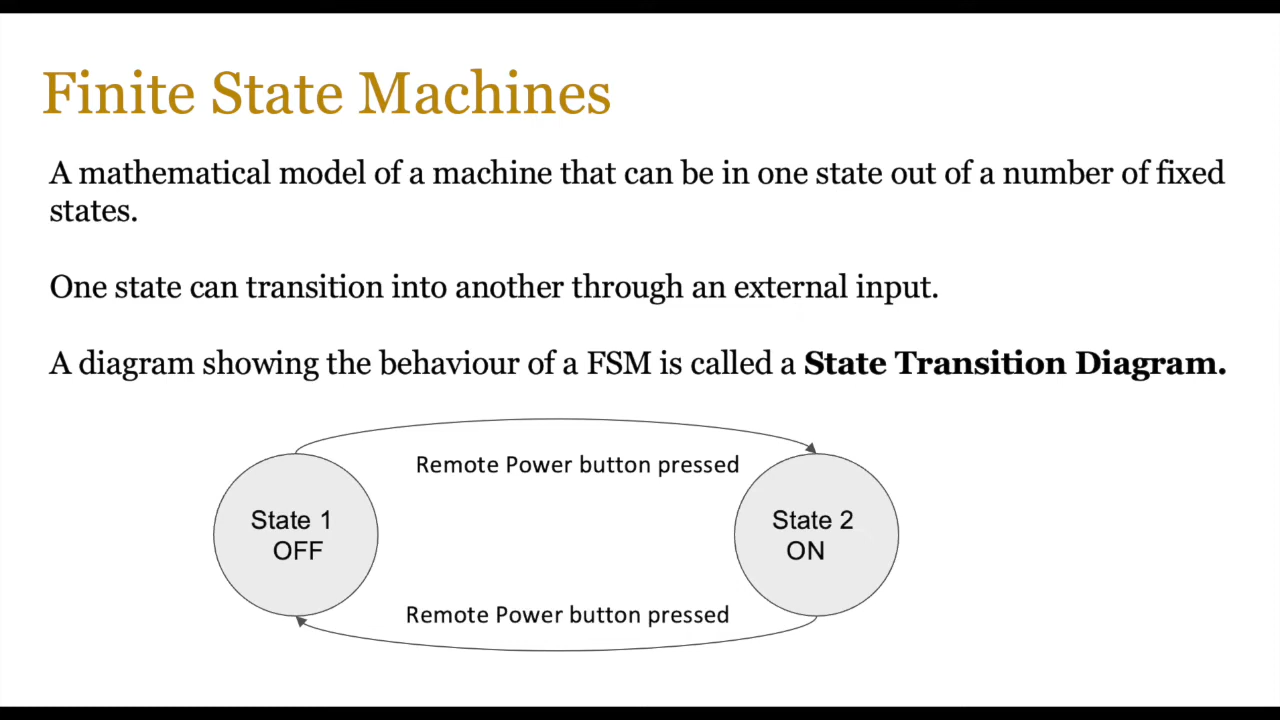 Finite State Machines
A mathematical model of a machine that can be in one state out of a number of fixed
states.
One state can transition into another through an external input.
A diagram showing the behaviour of a FSM is called a State Transition Diagram.
Remote Power button pressed
State 1
OFF
State 2
ON
Remote Power button pressed